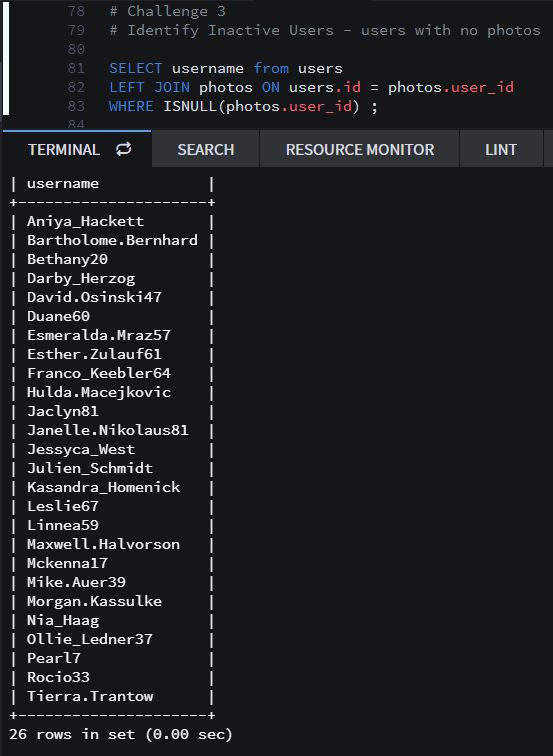 78 # Challenge 3
79 # Identify Inactive Users - users with no photos
80
81 SELECT username from users
82 LEFT JOIN photos ON users.id = photos.user_id
83 WHERE ISNULL(photos.user_id) ;
84
TERMINAL SEARCH RESOURCE MONITOR LINT
| username |
+---------------------+
| Aniya_Hackett |
| Bartholome.Bernhard |
| Bethany20 |
| Darby_Herzog |
| David.Osinski47 |
| Duane60 |
| Esmeralda.Mraz57 |
| Esther.Zulauf61 |
| Franco_Keebler64 |
| Hulda.Macejkovic |
| Jaclyn81 |
| Janelle.Nikolaus81 |
| Jessyca_West |
| Julien_Schmidt |
| Kasandra_Homenick |
| Leslie67 |
| Linnea59 |
| Maxwell.Halvorson |
| Mckenna17 |
| Mike.Auer39 |
| Morgan.Kassulke |
| Nia_Haag |
| Ollie_Ledner37 |
| Pearl7 |
| Rocio33 |
| Tierra.Trantow |
+---------------------+
26 rows in set (0.00 sec)